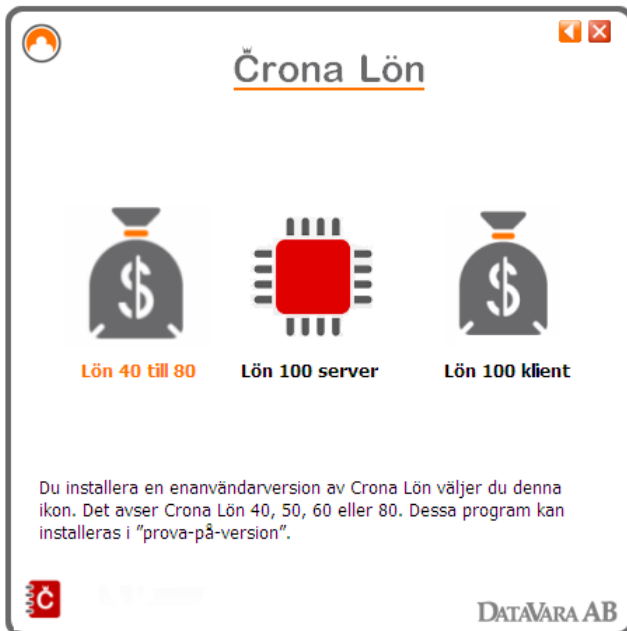 Črona Lön
$
$
Lön 40 till 80
Lön 100 server
Lön 100 klient
Du installera en enanvändarversion av Crona Lön väljer du denna
ikon. Det avser Crona Lön 40, 50, 60 eller 80. Dessa program kan
installeras i ”prova-på-version”.
Č
DATAVARA AB